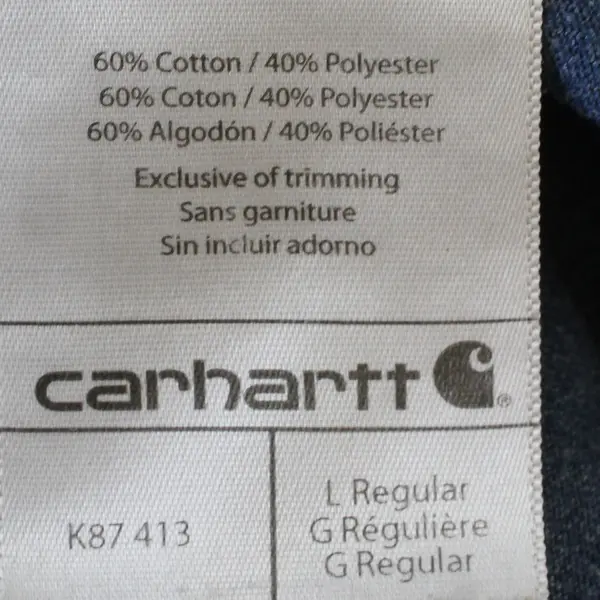 60% Cotton / 40% Polyester
60% Coton / 40% Polyester
60% Algodón / 40% Poliéster
Exclusive of trimming
Sans garniture
Sin incluir adorno
carhartt ®
K87 413
L Regular
G Régulière
G Regular